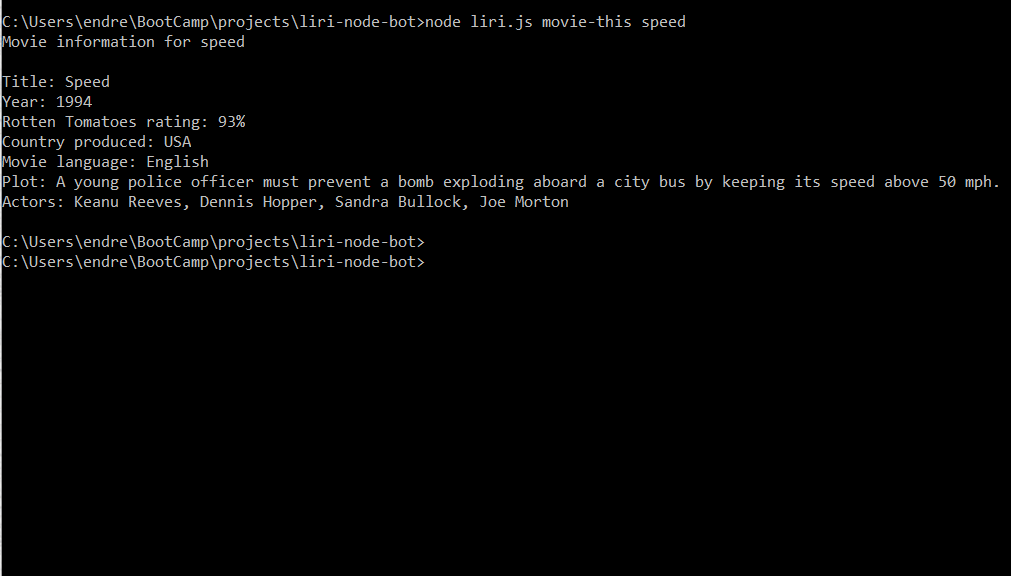 C:\Users\endre\BootCamp\projects\liri-node-bot>node liri.js movie-this speed
Movie information for speed
Title: Speed
Year: 1994
Rotten Tomatoes rating: 93%
Country produced: USA
Movie language: English
Plot: A young police officer must prevent a bomb exploding aboard a city bus by keeping its speed above 50 mph.
Actors: Keanu Reeves, Dennis Hopper, Sandra Bullock, Joe Morton
C:\Users\endre\BootCamp\projects\liri-node-bot>
C:\Users\endre\BootCamp\projects\liri-node-bot>